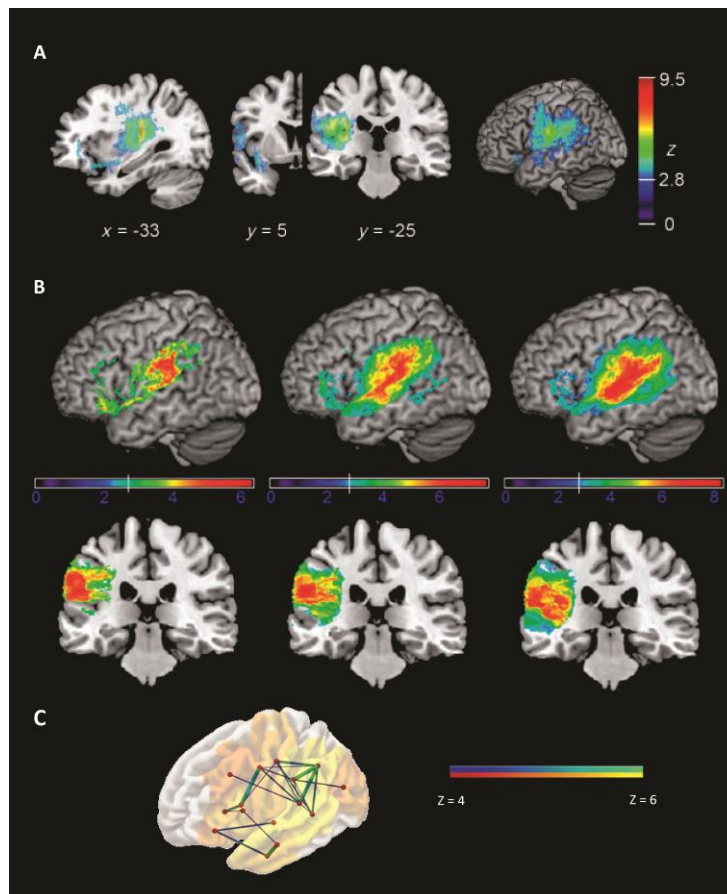 A
9.5
z
2.8
0
x = -33
y = 5
y = -25
B
0 2 4 6
0 2 4 6
0 2 4 6 8
C
Z = 4
Z = 6